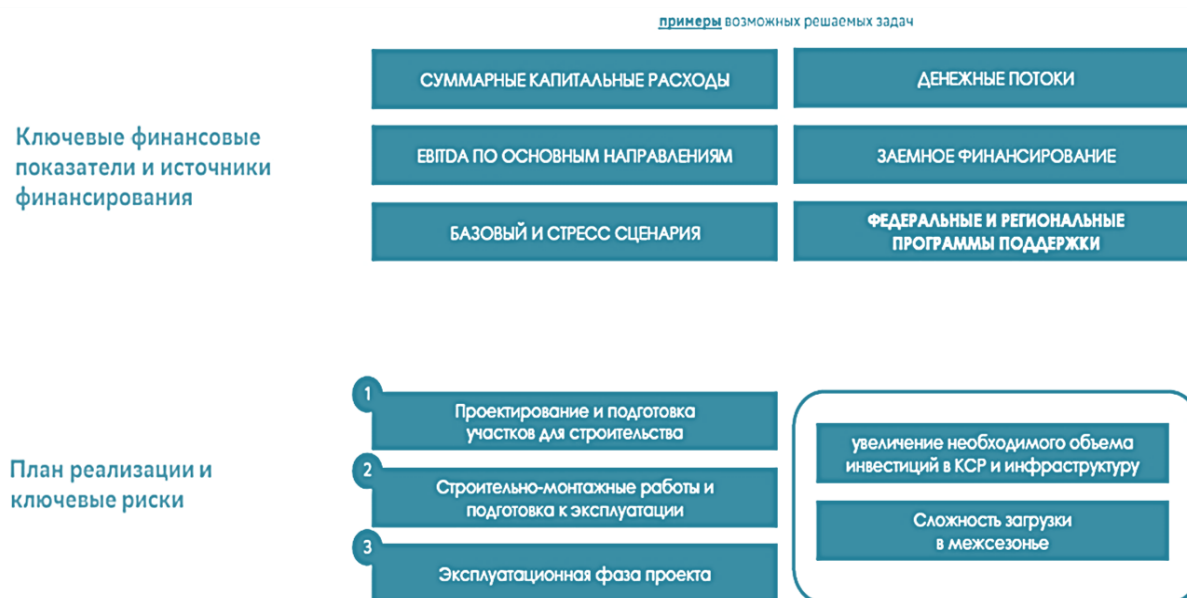 примеры возможных решаемых задач
Ключевые финансовые
показатели и источники
финансирования
СУММАРНЫЕ КАПИТАЛЬНЫЕ РАСХОДЫ
ДЕНЕЖНЫЕ ПОТОКИ
EBITDA ПО ОСНОВНЫМ НАПРАВЛЕНИЯМ
ЗАЕМНОЕ ФИНАНСИРОВАНИЕ
БАЗОВЫЙ И СТРЕСС СЦЕНАРИЯ
ФЕДЕРАЛЬНЫЕ И РЕГИОНАЛЬНЫЕ
ПРОГРАММЫ ПОДДЕРЖКИ
План реализации и
ключевые риски
1
Проектирование и подготовка
участков для строительства
2
Строительно-монтажные работы и
подготовка к эксплуатации
3
Эксплуатационная фаза проекта
увеличение необходимого объема
инвестиций в КСР и инфраструктуру
Сложность загрузки
в межсезонье